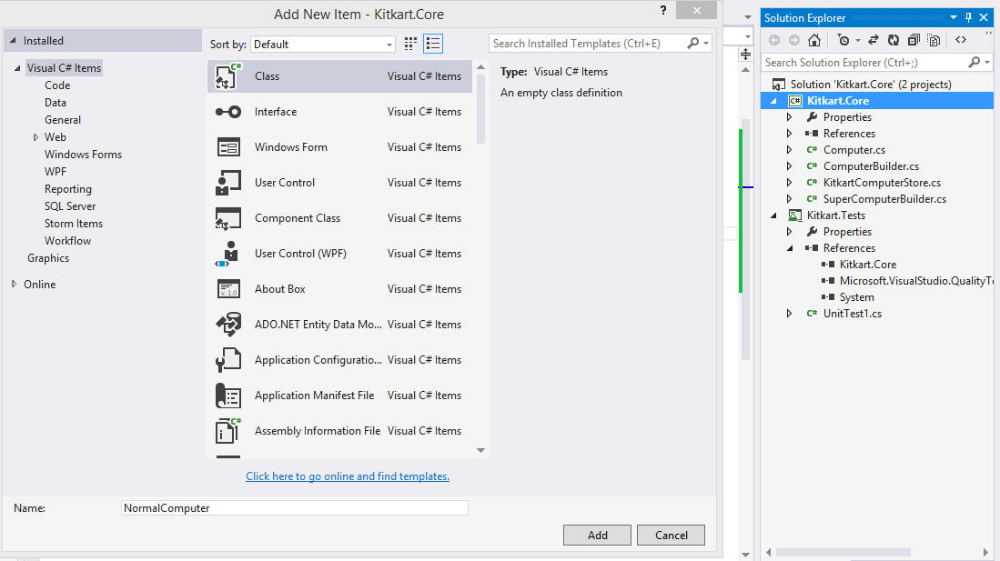 Add New Item - Kitkart.Core
?
Installed
Sort by: Default
Search Installed Templates (Ctrl+E)
Visual C# Items
Code
Data
General
Web
Windows Forms
WPF
Reporting
SQL Server
Storm Items
Workflow
Graphics
Online
Class Visual C# Items
Interface Visual C# Items
Windows Form Visual C# Items
User Control Visual C# Items
Component Class Visual C# Items
User Control (WPF) Visual C# Items
About Box Visual C# Items
ADO.NET Entity Data Mo... Visual C# Items
Application Configuratio... Visual C# Items
Application Manifest File Visual C# Items
Assembly Information File Visual C# Items
Type: Visual C# Items
An empty class definition
Click here to go online and find templates.
Name: NormalComputer
Add Cancel
Solution Explorer
Search Solution Explorer (Ctrl+;)
Solution 'Kitkart.Core' (2 projects)
C# Kitkart.Core
Properties
References
C# Computer.cs
C# ComputerBuilder.cs
C# KitkartComputerStore.cs
C# SuperComputerBuilder.cs
Kitkart.Tests
Properties
References
Kitkart.Core
Microsoft.VisualStudio.QualityTe
System
C# UnitTest1.cs